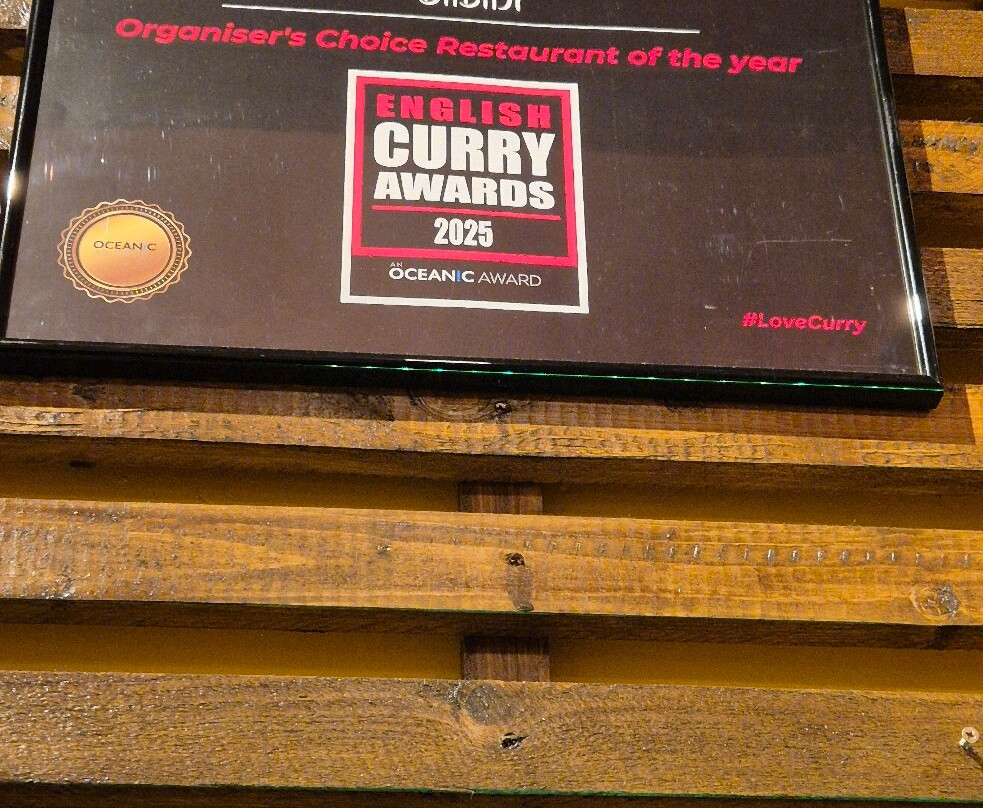 Organiser's Choice Restaurant of the year
ENGLISH
CURRY
AWARDS
2025
AN
OCEANIC AWARD
OCEANIC
#LoveCurry